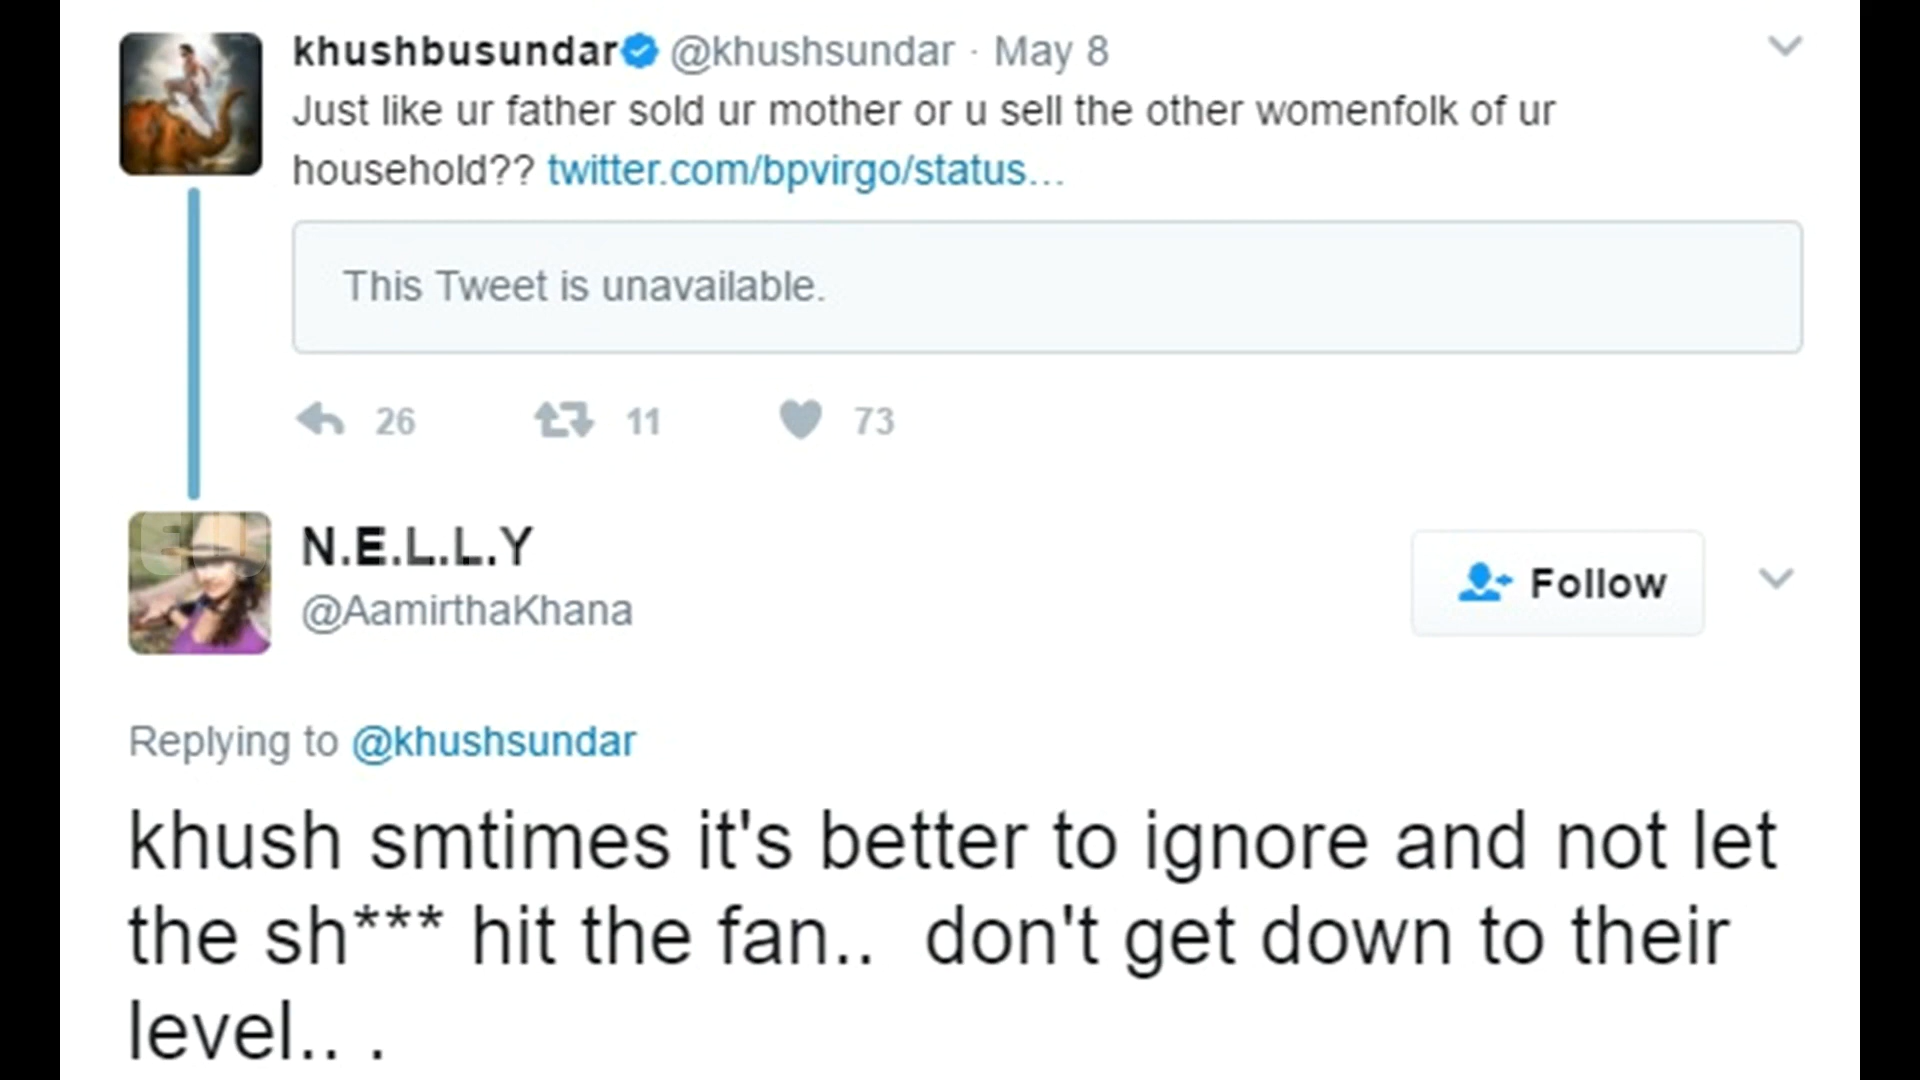 khushbusundar @khushsundar · May 8
Just like ur father sold ur mother or u sell the other womenfolk of ur
household?? twitter.com/bpvirgo/status...
This Tweet is unavailable.
26 11 73
N.E.L.L.Y
@AamirthaKhana
Follow
Replying to @khushsundar
khush smtimes it's better to ignore and not let
the sh*** hit the fan.. don't get down to their
level.. .